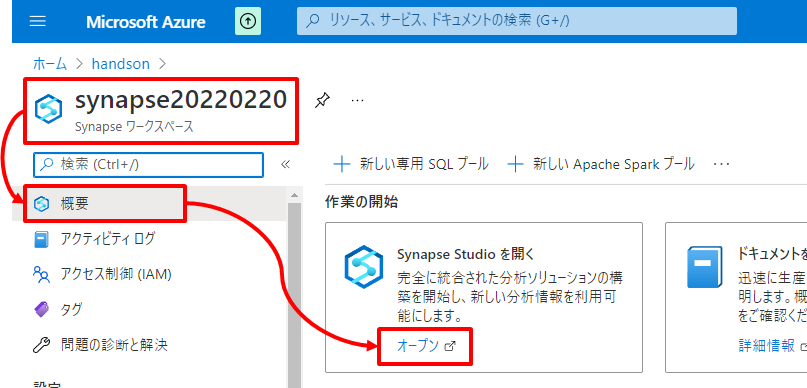 Microsoft Azure
リソース、サービス、ドキュメントの検索 (G+/)
ホーム > handson >
synapse20220220
Synapse ワークスペース
検索 (Ctrl+/)
新しい専用 SQL プール
新しい Apache Spark プール
概要
作業の開始
アクティビティ ログ
アクセス制御 (IAM)
タグ
問題の診断と解決
Synapse Studio を開く
完全に統合された分析ソリューションの構
築を開始し、新しい分析情報を利用可
能にします。
オープン
ドキュメントを
迅速に生産
明します。概
をご確認くだ
詳細情報